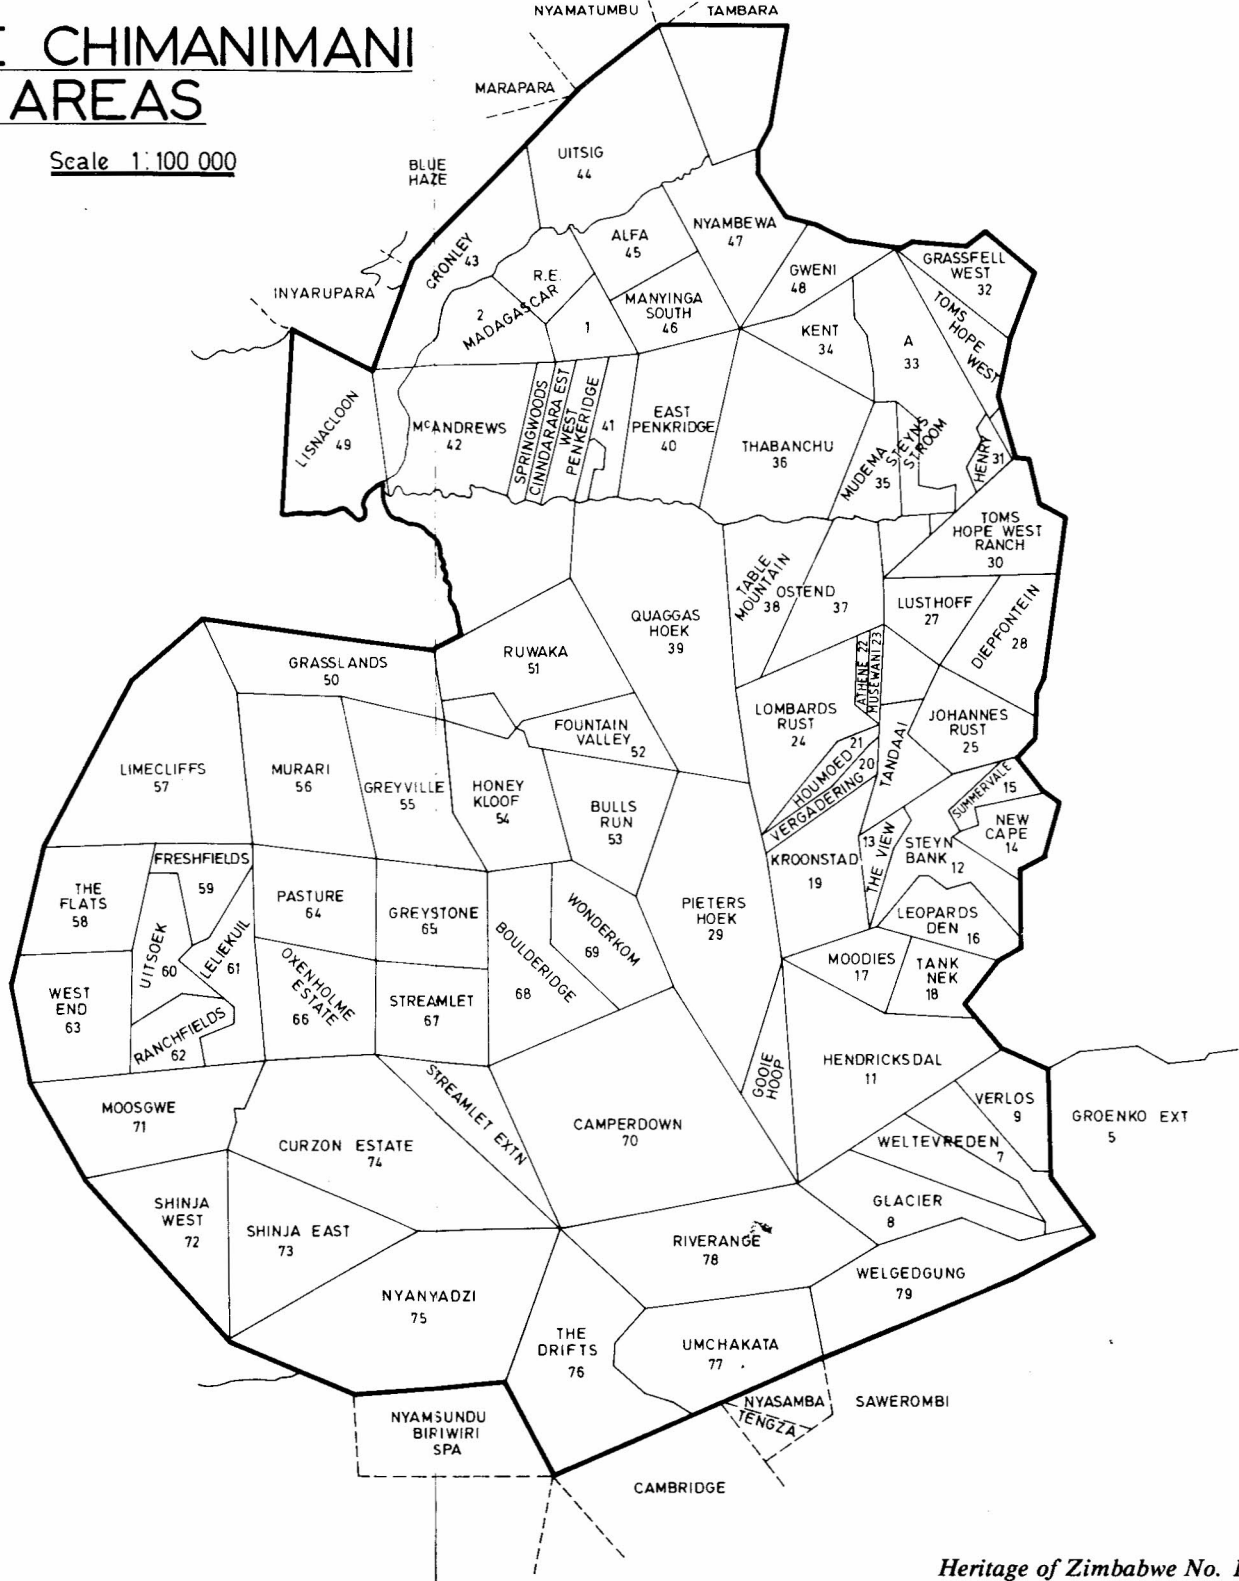 E CHIMANIMANI
AREAS
Scale 1:100 000
NYAMATUMBU
TAMBARA
MARAPARA
BLUE
HAZE
UITSIG
44
CRONLEY
43
ALFA
45
NYAMBEWA
47
GWENI
48
GRASSFELL
WEST
32
INYARUPARA
R.E.
MADAGASCAR
2
1
MANYINGA
SOUTH
46
KENT
34
A
33
TOMS
HOPE
WEST
LISNACLOON
49
McANDREWS
42
SPRINGWOODS
CINNDARARA EST
WEST
PENKERIDGE
41
EAST
PENKRIDGE
40
THABANCHU
36
MUDEMA
35
STEYNS
STROOM
HENRY
31
TOMS
HOPE WEST
RANCH
30
TABLE
MOUNTAIN
38
OSTEND
37
LUSTHOFF
27
DIEPFONTEIN
28
QUAGGAS
HOEK
39
RUWAKA
51
GRASSLANDS
50
ATHENE 22
MUSEWANI 23
LOMBARDS
RUST
24
JOHANNES
RUST
25
FOUNTAIN
VALLEY
52
TANDAAI
HOUMOED
21
VERGADERING
20
LIMECLIFFS
57
MURARI
56
GREYVILLE
55
HONEY
KLOOF
54
BULLS
RUN
53
SUMMERVALE
15
NEW
CAPE
14
STEYN
BANK
12
13
THE VIEW
KROONSTAD
19
FRESHFIELDS
59
THE
FLATS
58
PASTURE
64
GREYSTONE
65
WONDERKOM
69
PIETERS
HOEK
29
LEOPARDS
DEN
16
UITSOEK
60
LELIEKUIL
61
BOULDERIDGE
68
MOODIES
17
TANK
NEK
18
WEST
END
63
OXENHOLME
ESTATE
66
STREAMLET
67
RANCHFIELDS
62
GOOIE
HOOP
HENDRICKSDAL
11
VERLOS
9
GROENKO EXT
5
MOOSGWE
71
STREAMLET EXTN
CAMPERDOWN
70
CURZON ESTATE
74
WELTEVREDEN
7
SHINJA
WEST
72
SHINJA EAST
73
GLACIER
8
RIVERANGE
78
WELGEDGUNG
79
NYANYADZI
75
THE
DRIFTS
76
UMCHAKATA
77
NYASAMBA
TENGZA
SAWEROMBI
NYAMSUNDU
BIRIWIRI
SPA
CAMBRIDGE
Heritage of Zimbabwe No.